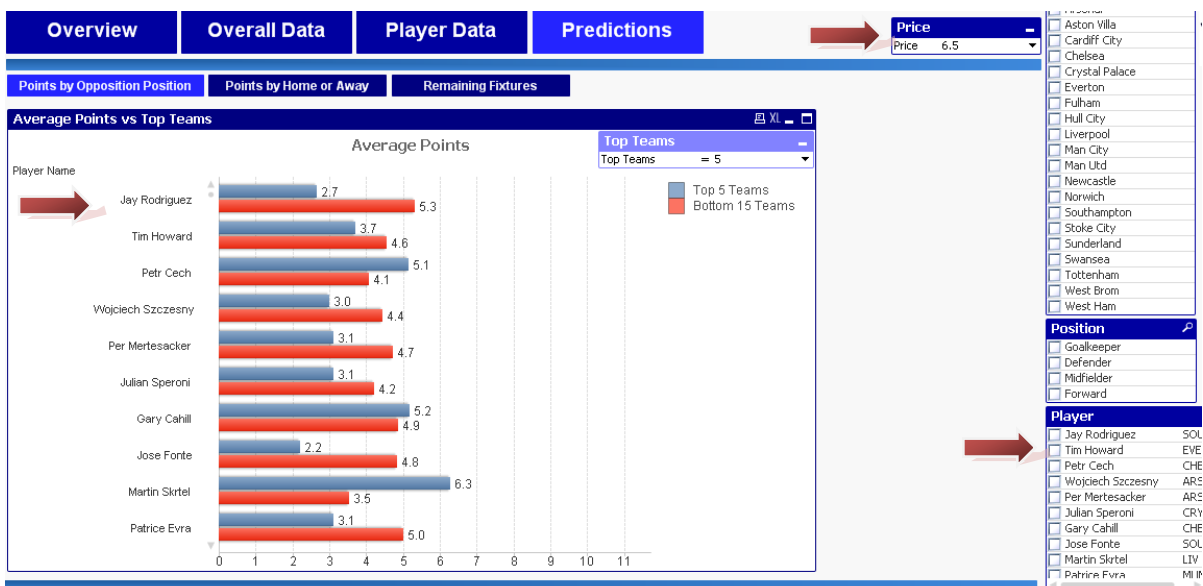 Overview Overall Data Player Data Predictions
Price
Price 6.5
Points by Opposition Position Points by Home or Away Remaining Fixtures
Average Points vs Top Teams XL
Average Points
Top Teams
Top Teams = 5
Player Name
Top 5 Teams
Bottom 15 Teams
Jay Rodriguez 2.7 5.3
Tim Howard 3.7 4.6
Petr Cech 5.1 4.1
Wojciech Szczesny 3.0 4.4
Per Mertesacker 3.1 4.7
Julian Speroni 3.1 4.2
Gary Cahill 5.2 4.9
Jose Fonte 2.2 4.8
Martin Skrtel 6.3 3.5
Patrice Evra 3.1 5.0
0 1 2 3 4 5 6 7 8 9 10 11
Aston Villa
Cardiff City
Chelsea
Crystal Palace
Everton
Fulham
Hull City
Liverpool
Man City
Man Utd
Newcastle
Norwich
Southampton
Stoke City
Sunderland
Swansea
Tottenham
West Brom
West Ham
Position
Goalkeeper
Defender
Midfielder
Forward
Player
Jay Rodriguez SOU
Tim Howard EVE
Petr Cech CHE
Wojciech Szczesny ARS
Per Mertesacker ARS
Julian Speroni CRY
Gary Cahill CHE
Jose Fonte SOU
Martin Skrtel LIV
Patrice Evra